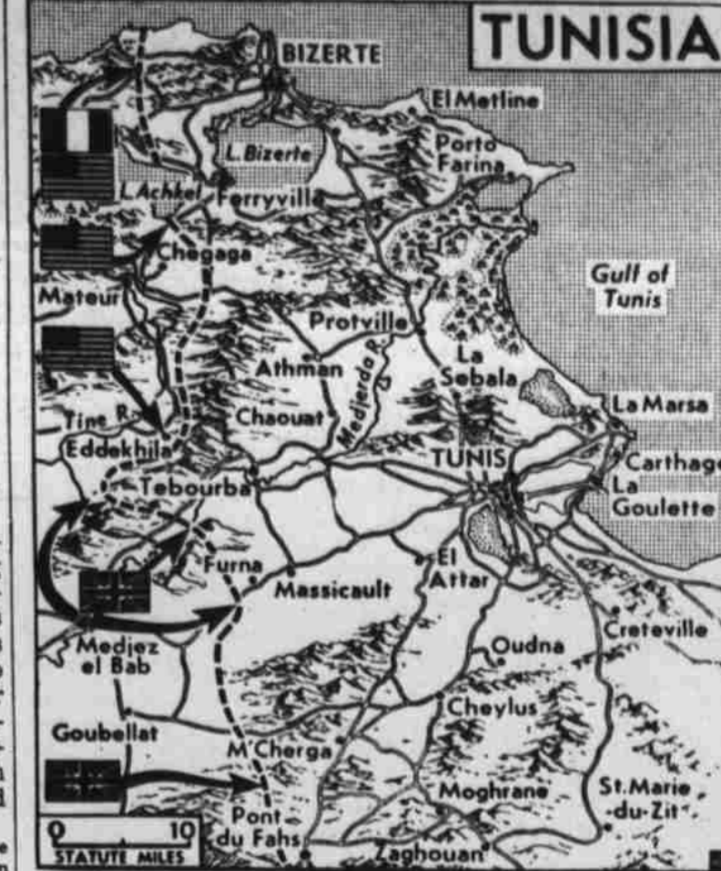 TUNISIA
BIZERTE
El Metline
L. Bizerte
Porto
Farina
L. Achkel
Ferryville
Chegaga
Gulf of
Tunis
Mateur
Protville
La
Sebala
Athman
Medjerda R.
Chaouat
La Marsa
Tine R.
Eddekhila
TUNIS
Carthage
Tebourba
La
Goulette
Furna
Massicault
El
Attar
Creteville
Medjez
el Bab
Oudna
Cheylus
Goubellat
M'Cherga
Moghrane
St. Marie
-du-Zit
Pont
du Fahs
Zaghouan
0 10
STATUTE MILES